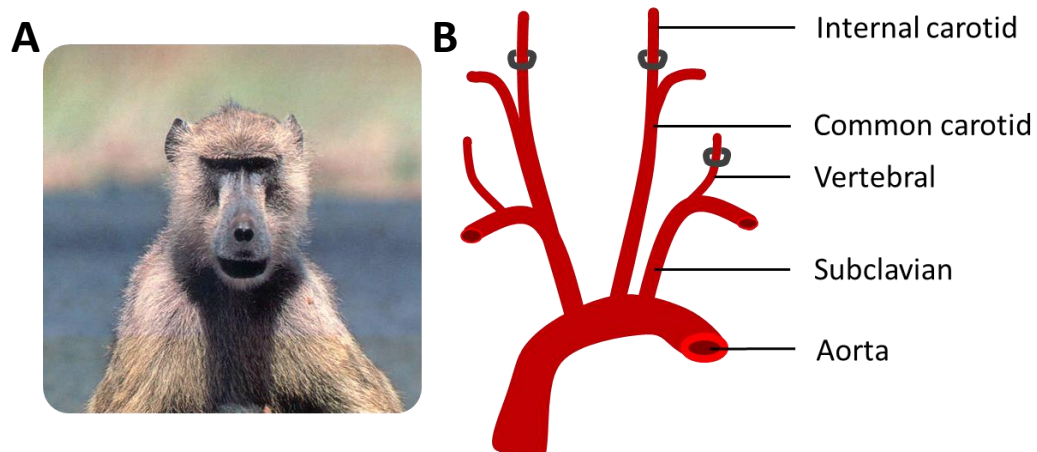 A
B
Internal carotid
Common carotid
Vertebral
Subclavian
Aorta